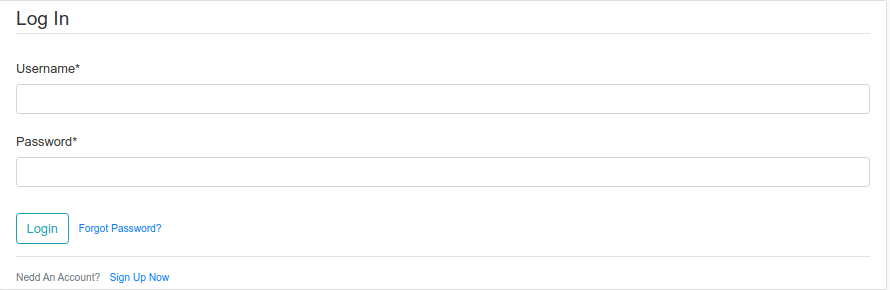 Log In
Username*
Password*
Login Forgot Password?
Nedd An Account? Sign Up Now